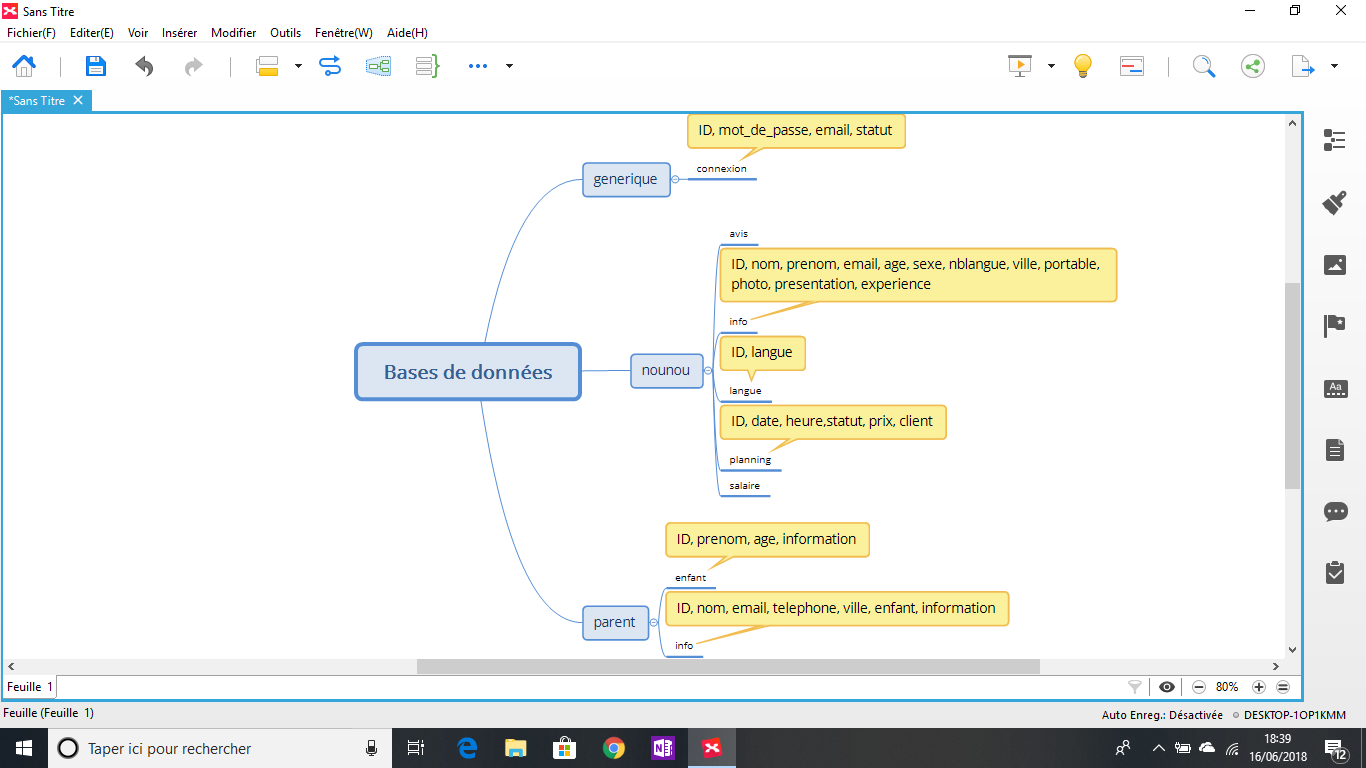 Sans Titre
Fichier(F) Editer(E) Voir Insérer Modifier Outils Fenêtre(W) Aide(H)
*Sans Titre
ID, mot_de_passe, email, statut
connexion
generique
avis
ID, nom, prenom, email, age, sexe, nblangue, ville, portable,
photo, presentation, experience
info
ID, langue
Bases de données
nounou
langue
ID, date, heure,statut, prix, client
planning
salaire
ID, prenom, age, information
enfant
ID, nom, email, telephone, ville, enfant, information
parent
info
Aa
Feuille 1
80%
Feuille (Feuille 1)
Auto Enreg.: Désactivée
DESKTOP-1OP1KMM
Taper ici pour rechercher
18:39
16/06/2018
12